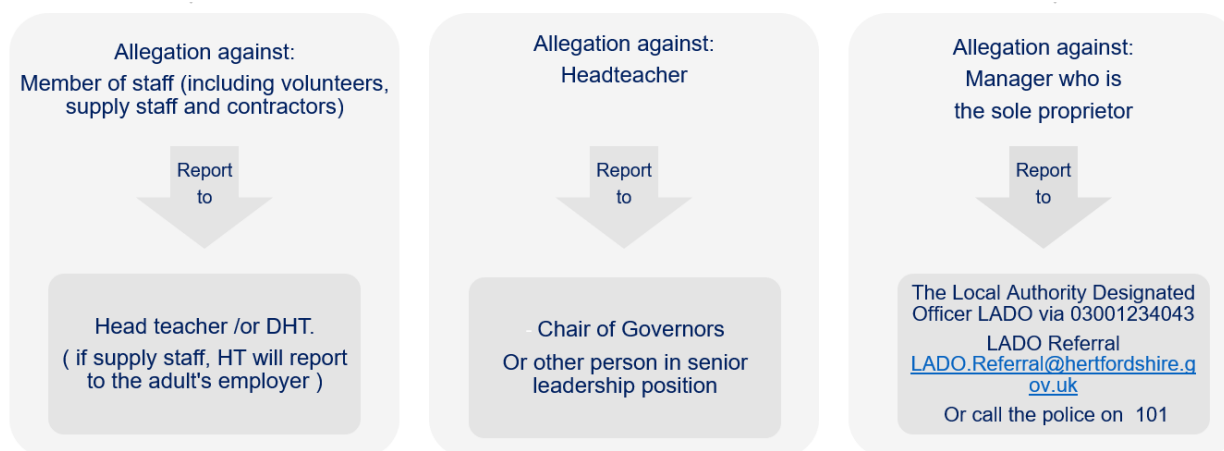 Allegation against:
Member of staff (including volunteers,
supply staff and contractors)
Report
to
Head teacher /or DHT.
( if supply staff, HT will report
to the adult's employer )
Allegation against:
Headteacher
Report
to
- Chair of Governors
Or other person in senior
leadership position
Allegation against:
Manager who is
the sole proprietor
Report
to
The Local Authority Designated
Officer LADO via 03001234043
LADO Referral
LADO.Referral@hertfordshire.g
ov.uk
Or call the police on 101